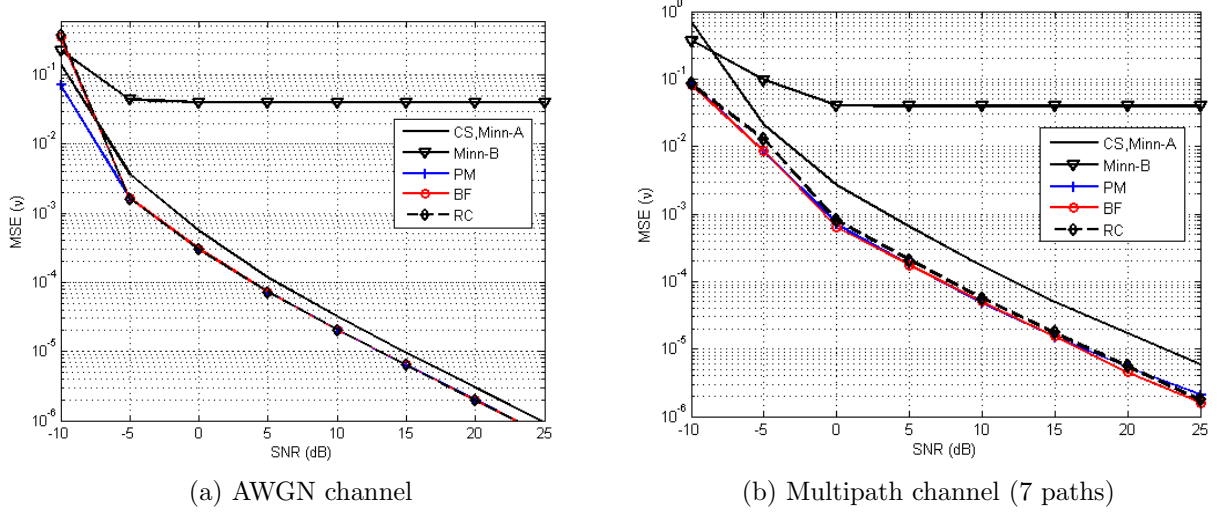 10^-1
10^-2
10^-3
10^-4
10^-5
10^-6
MSE (ν)
-10 -5 0 5 10 15 20 25
SNR (dB)
CS,Minn-A
Minn-B
PM
BF
RC
(a) AWGN channel
10^0
10^-1
10^-2
10^-3
10^-4
10^-5
10^-6
MSE (ν)
-10 -5 0 5 10 15 20 25
SNR (dB)
CS,Minn-A
Minn-B
PM
BF
RC
(b) Multipath channel (7 paths)